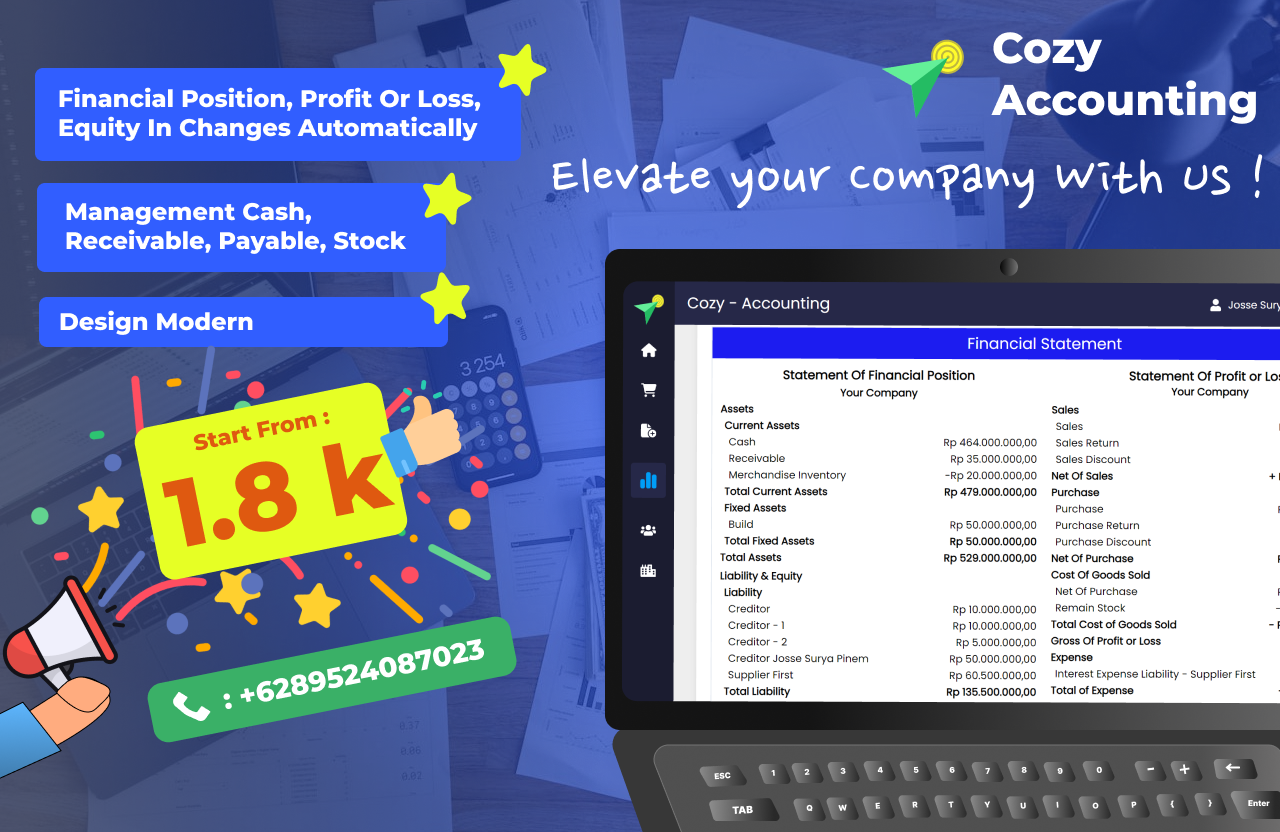 Financial Position, Profit Or Loss,
Equity In Changes Automatically
Management Cash,
Receivable, Payable, Stock
Design Modern
Start From :
1.8 k
: +6289524087023
Cozy
Accounting
Elevate your company with us !
Cozy - Accounting
Josse Sury
Financial Statement
Statement Of Financial Position
Your Company
Assets
Current Assets
Cash Rp 464.000.000,00
Receivable Rp 35.000.000,00
Merchandise Inventory -Rp 20.000.000,00
Total Current Assets Rp 479.000.000,00
Fixed Assets
Build Rp 50.000.000,00
Total Fixed Assets Rp 50.000.000,00
Total Assets Rp 529.000.000,00
Liability & Equity
Liability
Creditor Rp 10.000.000,00
Creditor - 1 Rp 10.000.000,00
Creditor - 2 Rp 5.000.000,00
Creditor Josse Surya Pinem Rp 50.000.000,00
Supplier First Rp 60.500.000,00
Total Liability Rp 135.500.000,00
Statement Of Profit or Los
Your Company
Sales
Sales
Sales Return
Sales Discount
Net Of Sales +
Purchase
Purchase
Purchase Return
Purchase Discount
Net Of Purchase
Cost Of Goods Sold
Net Of Purchase
Remain Stock
Total Cost of Goods Sold -
Gross Of Profit or Loss
Expense
Interest Expense Liability - Supplier First
Total of Expense
3 254
ESC 1 2 3 4 5 6 7 8 9 0 - + ←
TAB Q W E R T Y U I O P { } Enter